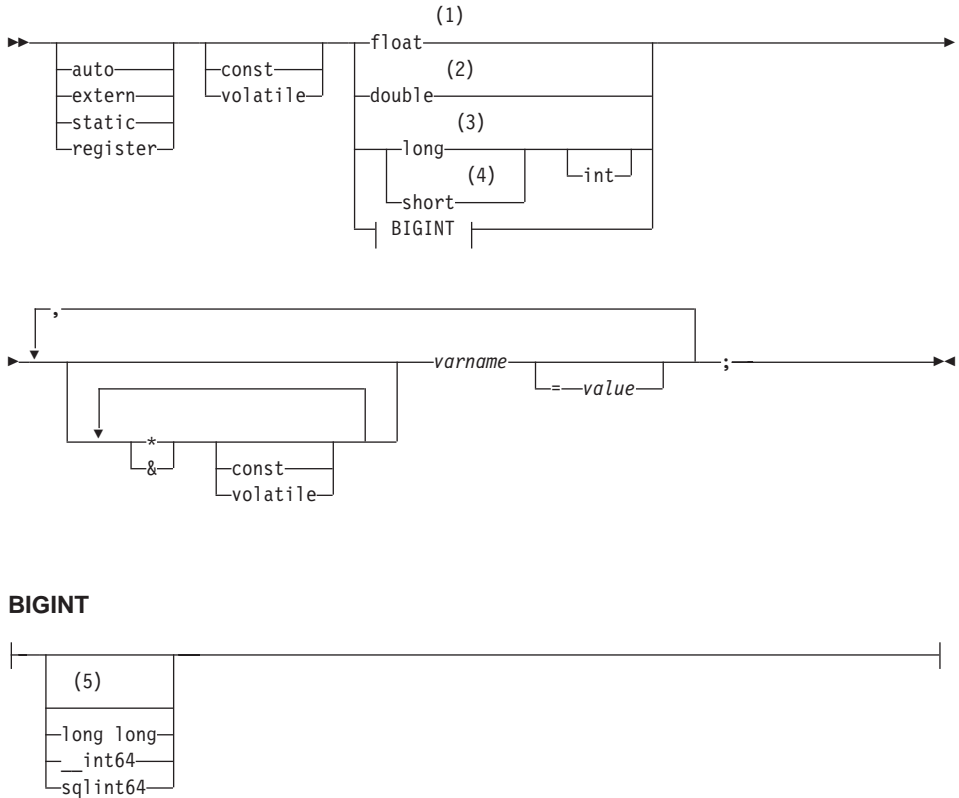 (1)
float
auto const (2)
extern volatile double
static (3)
register long
(4) int
short
BIGINT
,
varname ;
= value
*
& const
volatile
BIGINT
(5)
long long
__int64
sqlint64